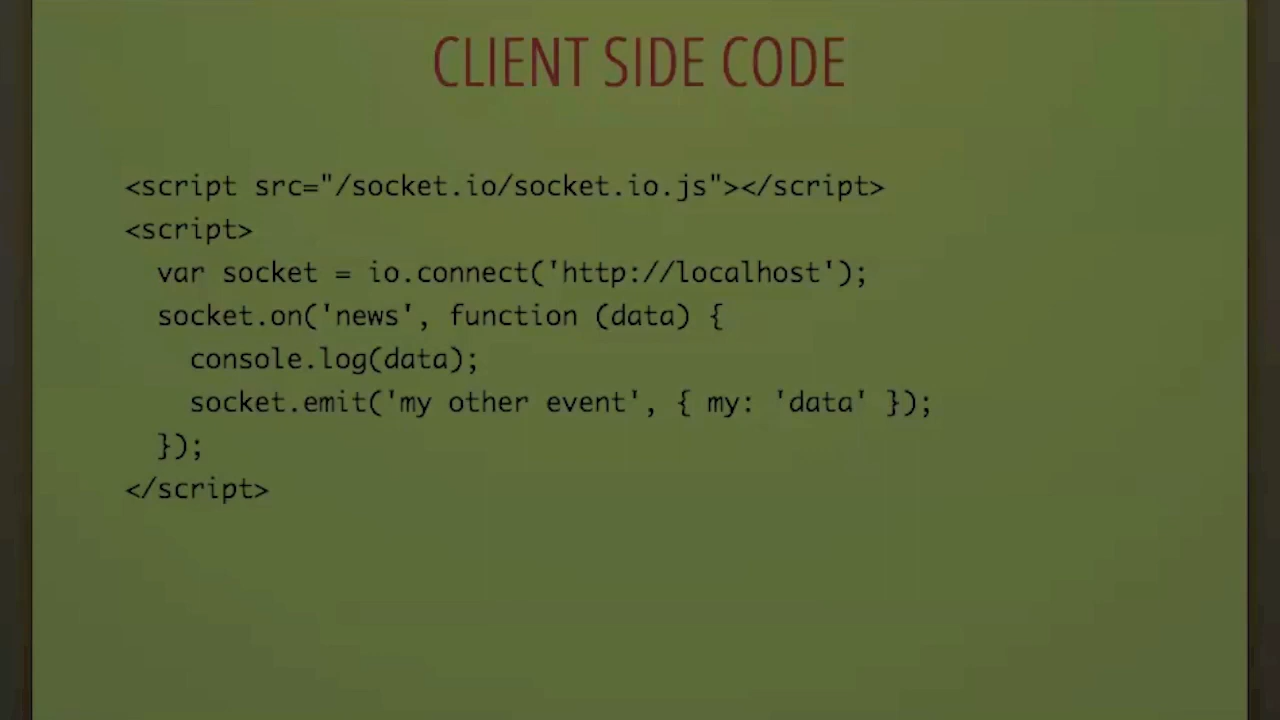 CLIENT SIDE CODE
<script src="/socket.io/socket.io.js"></script>
<script>
  var socket = io.connect('http://localhost');
  socket.on('news', function (data) {
    console.log(data);
    socket.emit('my other event', { my: 'data' });
  });
</script>